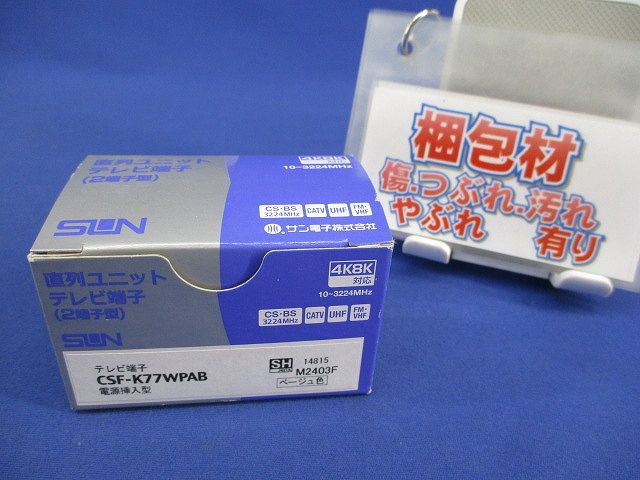 直列ユニット
テレビ端子
(2端子型)
SUN
4K8K
10~3224MHz
CS・BS
3224MHz
CATV
UHF
FM・
VHF
サン電子株式会社
直列ユニット
テレビ端子
(2端子型)
SUN
4K8K
対応
10~3224MHz
CS・BS
3224MHz
CATV
UHF
FM・
VHF
テレビ端子
CSF-K77WPAB
電源挿入型
SH
14815
M2403F
ベージュ色
梱包材
傷、つぶれ、汚れ
やぶれ 有り